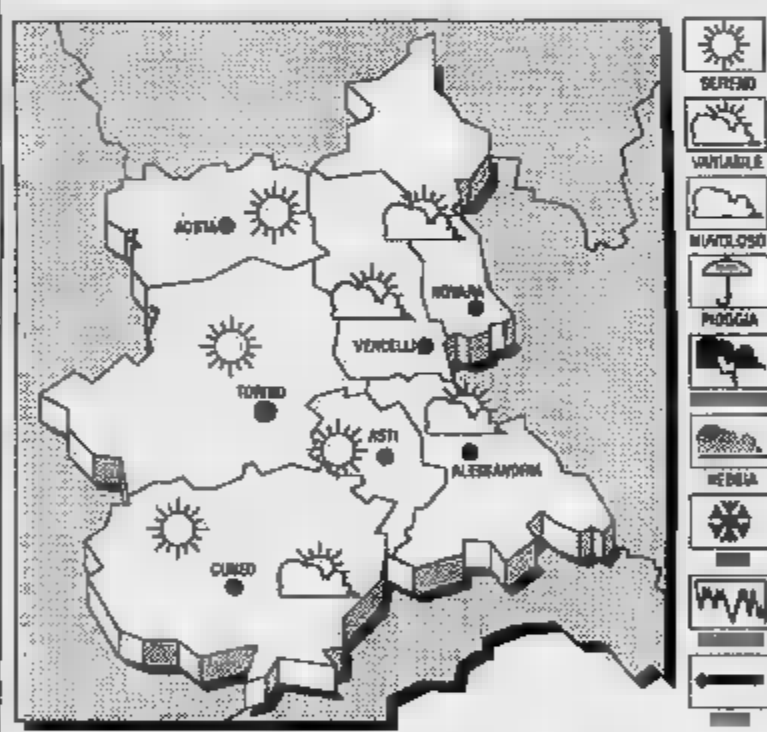 SERENO
VARIABILE
NUVOLOSO
PIOGGIA
NEBBIA
AOSTA
NOVARA
VERCELLI
TORINO
ASTI
ALESSANDRIA
CUNEO